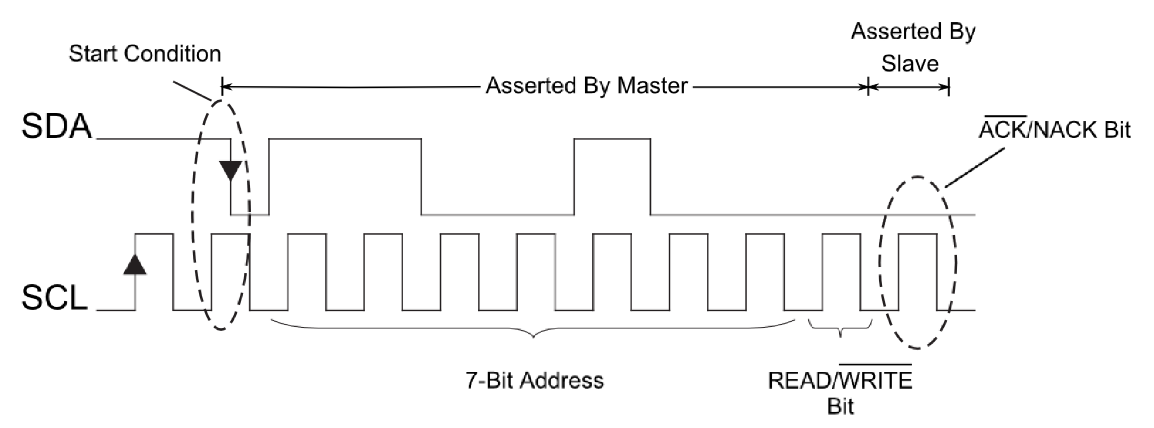 Start Condition
Asserted By Master
Asserted By
Slave
SDA
ACK/NACK Bit
SCL
7-Bit Address
READ/WRITE
Bit